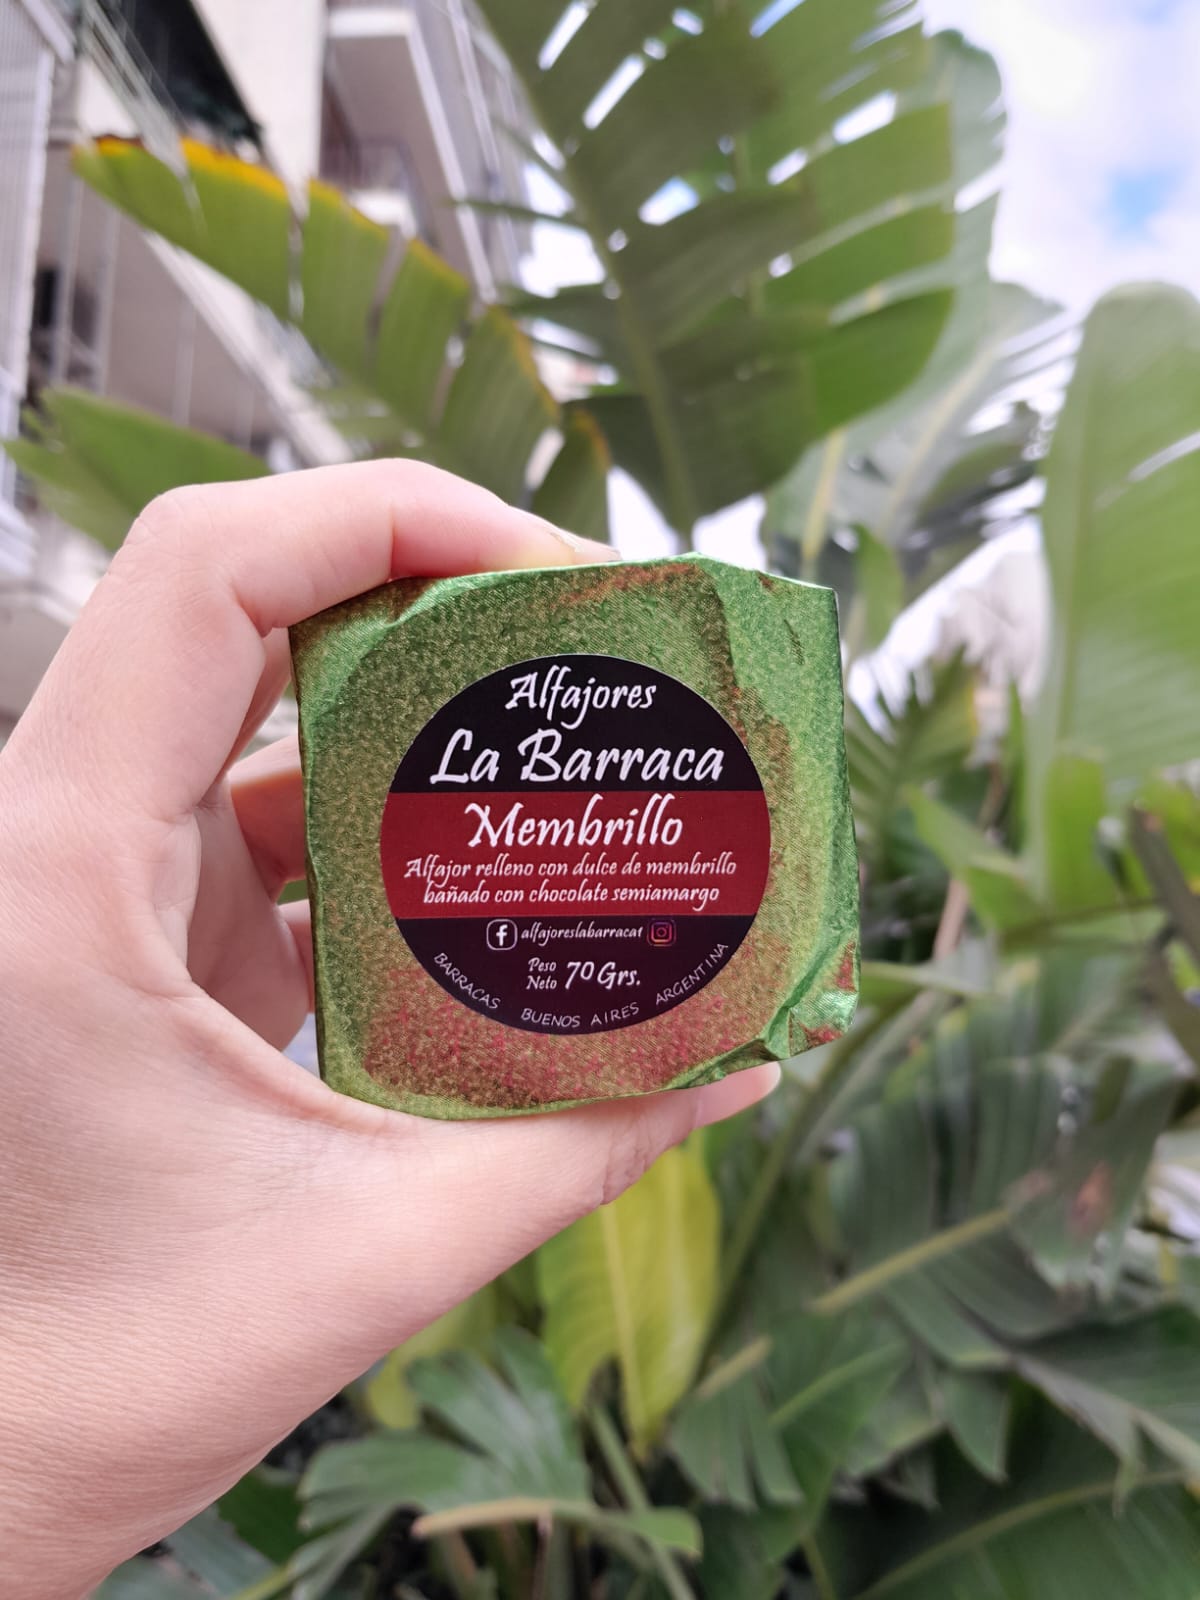 Alfajores
La Barraca
Membrillo
Alfajor relleno con dulce de membrillo
bañado con chocolate semiamargo
alfajoreslabarraca1
Peso
Neto 70 Grs.
BARRACAS BUENOS AIRES ARGENTINA